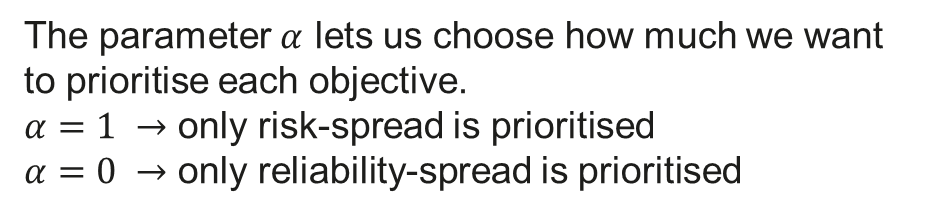 The parameter 𝛼 lets us choose how much we want
to prioritise each objective.
𝛼 = 1 → only risk-spread is prioritised
𝛼 = 0 → only reliability-spread is prioritised